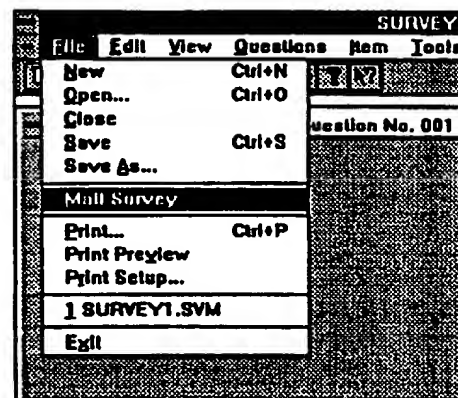 SURVEY
File Edit View Questions Item Tools
New Ctrl+N
Open... Ctrl+O
Close
uestion No. 001
Save Ctrl+S
Save As...
Mail Survey
Print... Ctrl+P
Print Preview
Print Setup...
1 SURVEY1.SVM
Exit